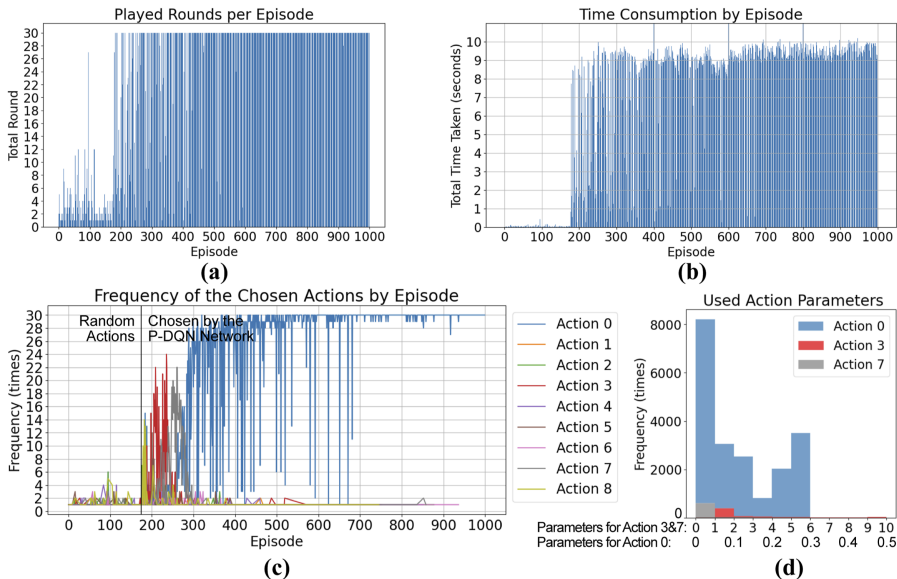 Played Rounds per Episode
30
28
26
24
22
20
18
16
14
12
10
8
6
4
2
0
Total Round
0 100 200 300 400 500 600 700 800 900 1000
Episode
(a)
Time Consumption by Episode
10
9
8
7
6
5
4
3
2
1
0
Total Time Taken (seconds)
0 100 200 300 400 500 600 700 800 900 1000
Episode
(b)
Frequency of the Chosen Actions by Episode
Random
Actions
Chosen by the
P-DQN Network
30
28
26
24
22
20
18
16
14
12
10
8
6
4
2
0
Frequency (times)
0 100 200 300 400 500 600 700 800 900 1000
Episode
Action 0
Action 1
Action 2
Action 3
Action 4
Action 5
Action 6
Action 7
Action 8
(c)
Used Action Parameters
Action 0
Action 3
Action 7
8000
6000
4000
2000
0
Frequency (times)
Parameters for Action 3&7: 0 1 2 3 4 5 6 7 8 9 10
Parameters for Action 0: 0 0.1 0.2 0.3 0.4 0.5
(d)